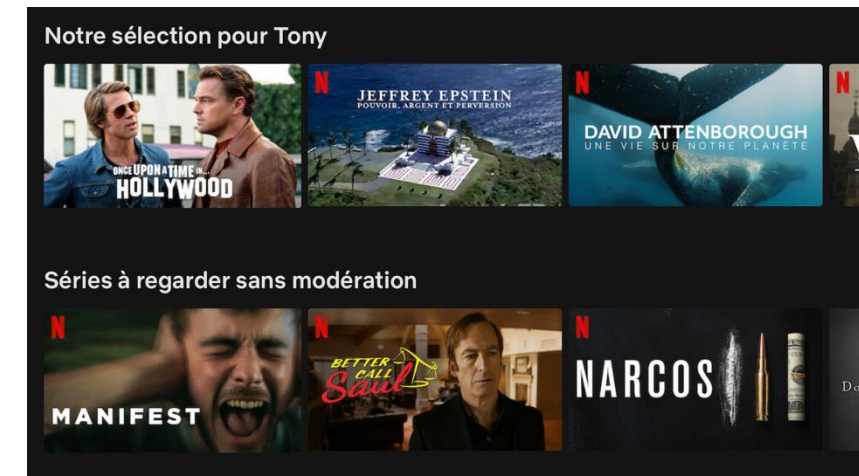 Notre sélection pour Tony
N
N
N
ONCE UPON A TIME IN...
HOLLYWOOD
JEFFREY EPSTEIN
POUVOIR, ARGENT ET PERVERSION
DAVID ATTENBOROUGH
UNE VIE SUR NOTRE PLANÈTE
Séries à regarder sans modération
N
N
N
MANIFEST
BETTER
CALL
Saul
NARCOS